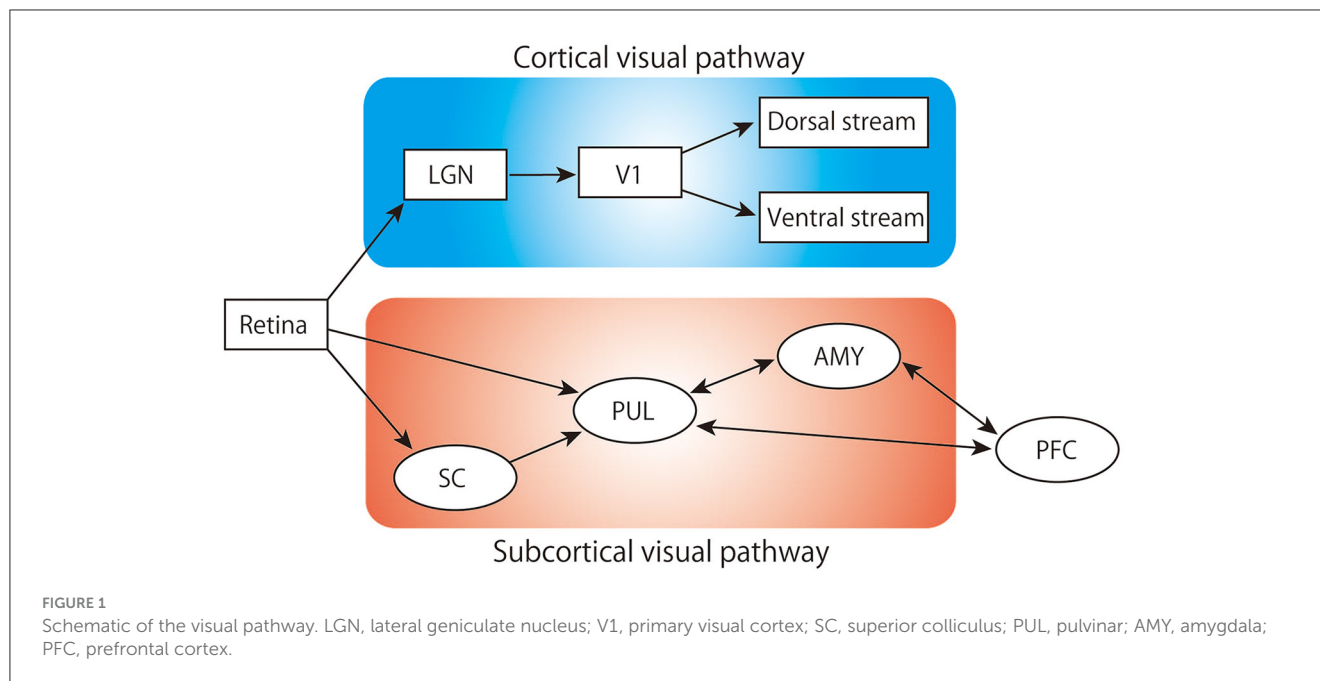 Cortical visual pathway
Dorsal stream
LGN
V1
Ventral stream
Retina
AMY
PUL
PFC
SC
Subcortical visual pathway
FIGURE 1
Schematic of the visual pathway. LGN, lateral geniculate nucleus; V1, primary visual cortex; SC, superior colliculus; PUL, pulvinar; AMY, amygdala;
PFC, prefrontal cortex.